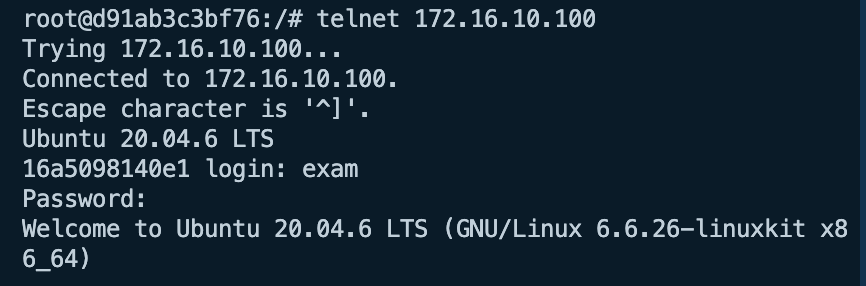 root@d91ab3c3bf76:/# telnet 172.16.10.100
Trying 172.16.10.100...
Connected to 172.16.10.100.
Escape character is '^]'.
Ubuntu 20.04.6 LTS
16a5098140e1 login: exam
Password:
Welcome to Ubuntu 20.04.6 LTS (GNU/Linux 6.6.26-linuxkit x8
6_64)